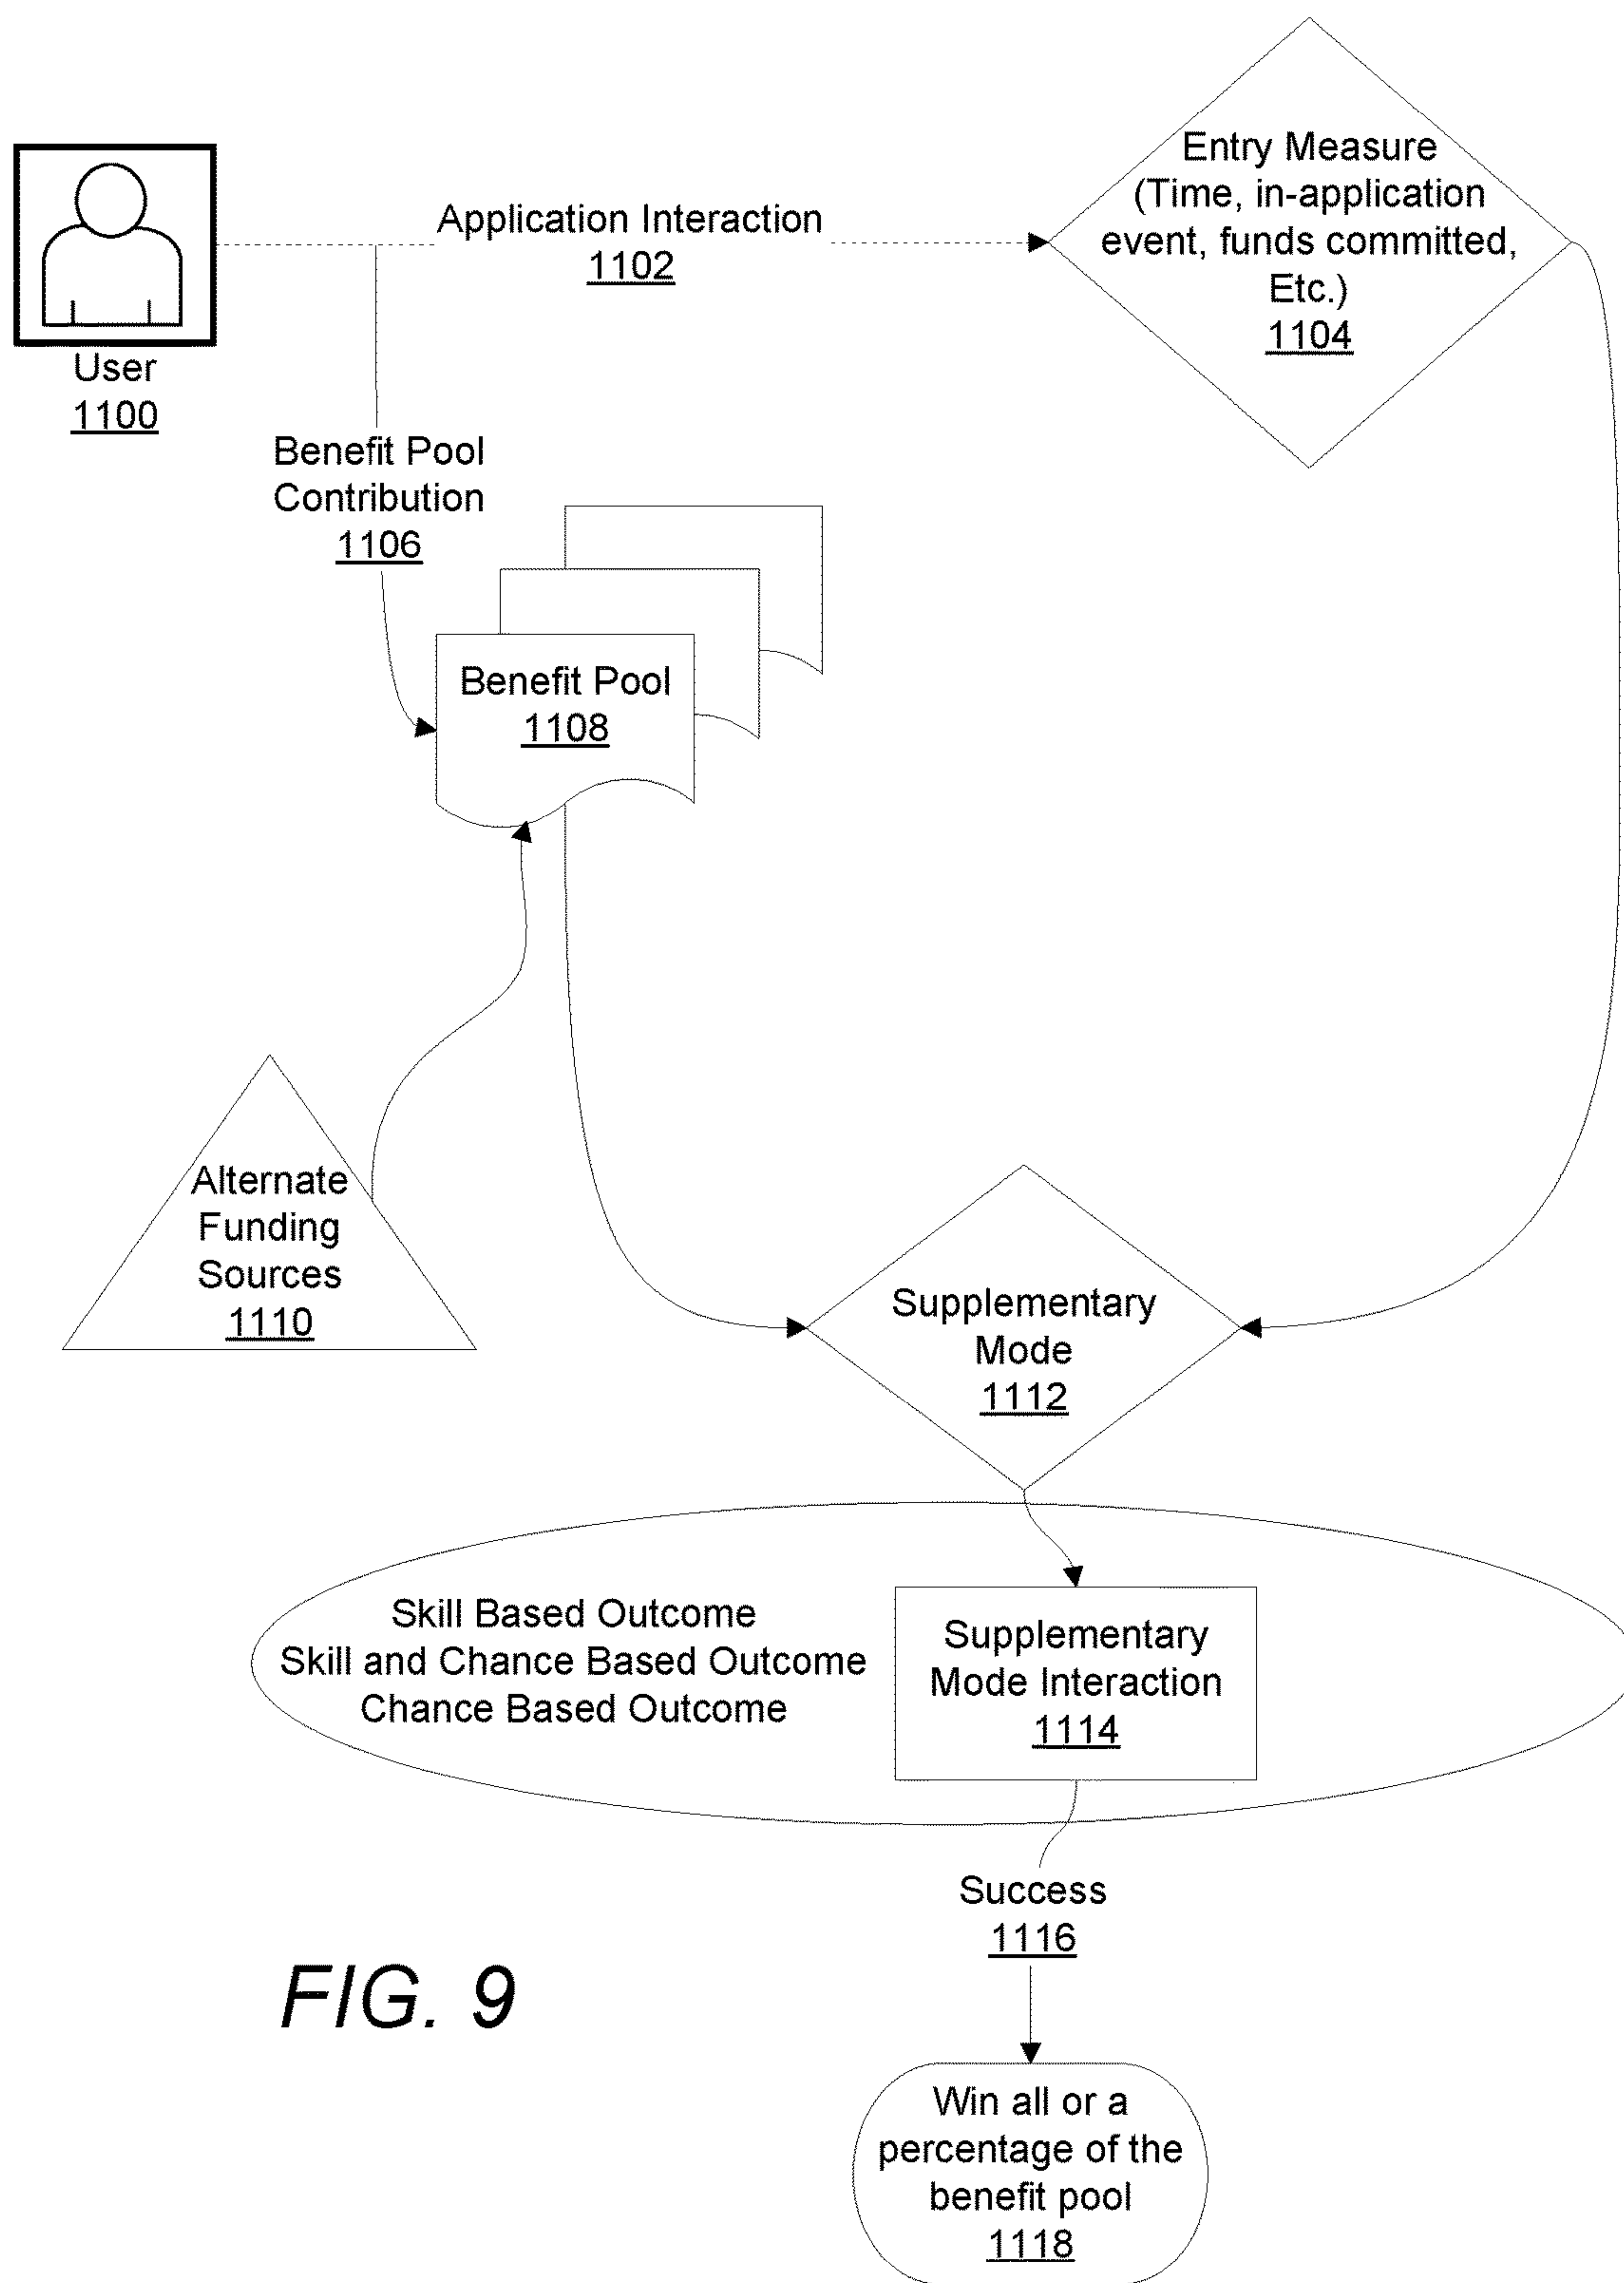 User
1100
Application Interaction
1102
Entry Measure
(Time, in-application
event, funds committed,
Etc.)
1104
Benefit Pool
Contribution
1106
Benefit Pool
1108
Alternate
Funding
Sources
1110
Supplementary
Mode
1112
Skill Based Outcome
Skill and Chance Based Outcome
Chance Based Outcome
Supplementary
Mode Interaction
1114
Success
1116
FIG. 9
Win all or a
percentage of the
benefit pool
1118